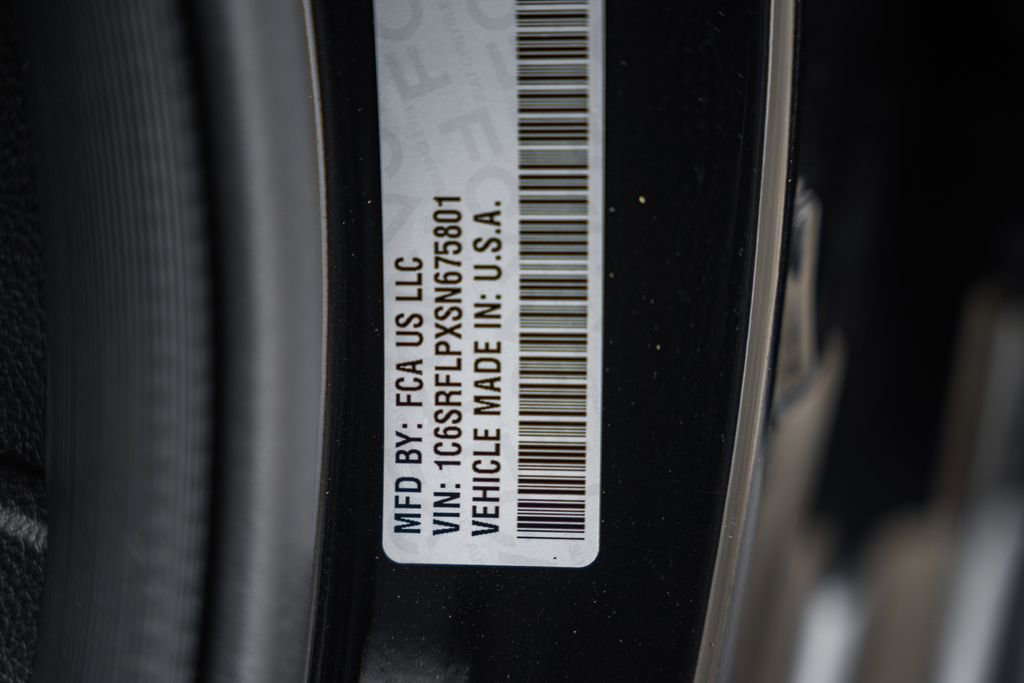 MFD BY: FCA US LLC
VIN: 1C6SRFLPXSN675801
VEHICLE MADE IN: U.S.A.